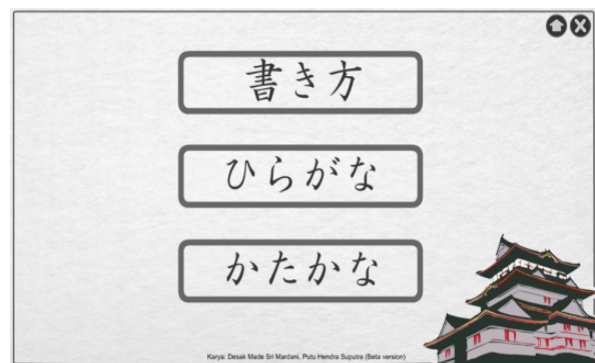 書き方
ひらがな
かたかな
Karya: Desak Made Sri Mardani, Putu Hendra Suputra (Beta version)